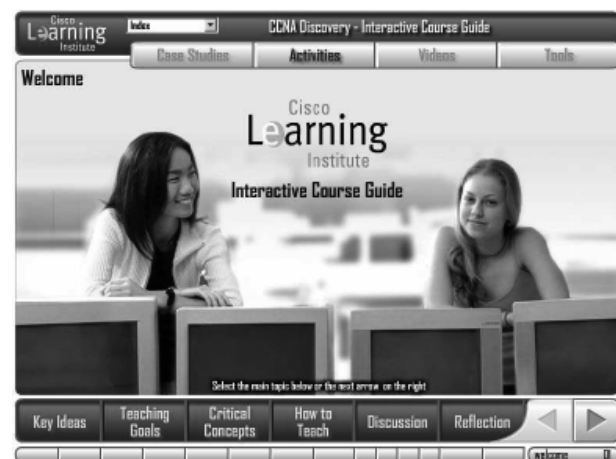 Cisco
Learning
Institute
Index
CCNA Discovery - Interactive Course Guide
Case Studies
Activities
Videos
Tools
Welcome
Cisco
Learning
Institute
Interactive Course Guide
Select the main topic below or the next arrow on the right
Key Ideas
Teaching
Goals
Critical
Concepts
How to
Teach
Discussion
Reflection
welcome